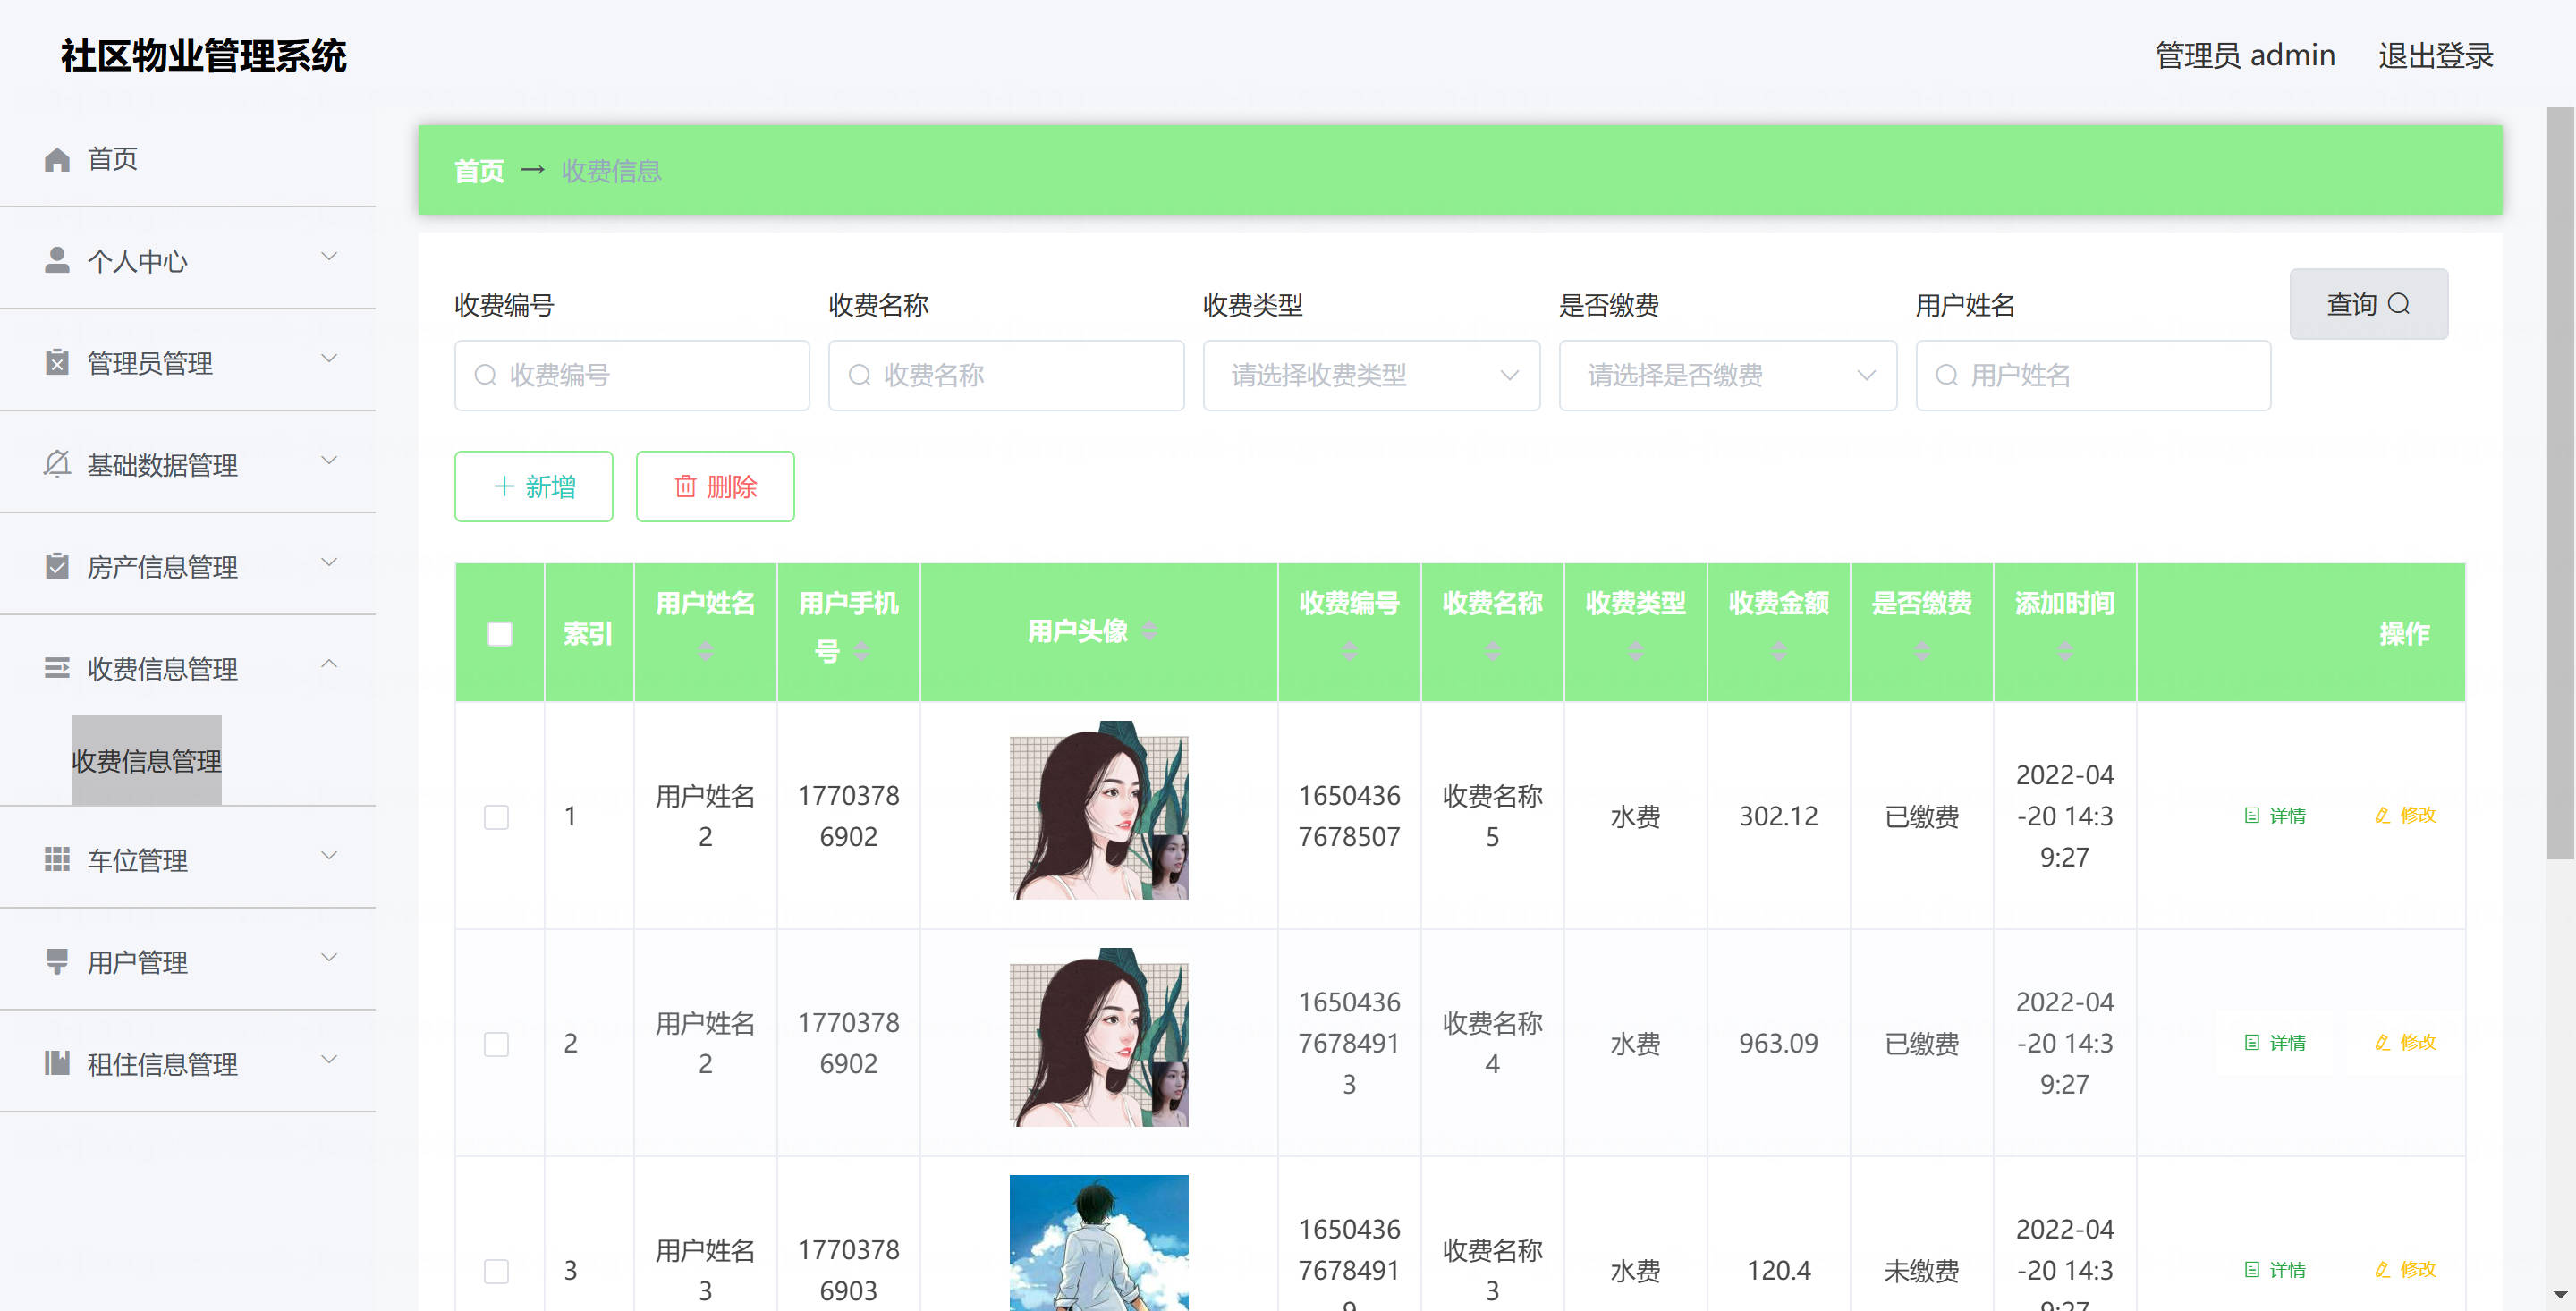 社区物业管理系统
管理员 admin 退出登录
首页
个人中心
管理员管理
基础数据管理
房产信息管理
收费信息管理
收费信息管理
车位管理
用户管理
租住信息管理
首页 → 收费信息
收费编号 收费名称 收费类型 是否缴费 用户姓名 查询
收费编号 收费名称 请选择收费类型 请选择是否缴费 用户姓名
+ 新增 删除
索引 用户姓名 用户手机号 用户头像 收费编号 收费名称 收费类型 收费金额 是否缴费 添加时间 操作
1 用户姓名2 17703786902 16504367678507 收费名称5 水费 302.12 已缴费 2022-04-20 14:39:27 详情 修改
2 用户姓名2 17703786902 165043676784913 收费名称4 水费 963.09 已缴费 2022-04-20 14:39:27 详情 修改
3 用户姓名3 17703786903 165043676784919 收费名称3 水费 120.4 未缴费 2022-04-20 14:39:27 详情 修改